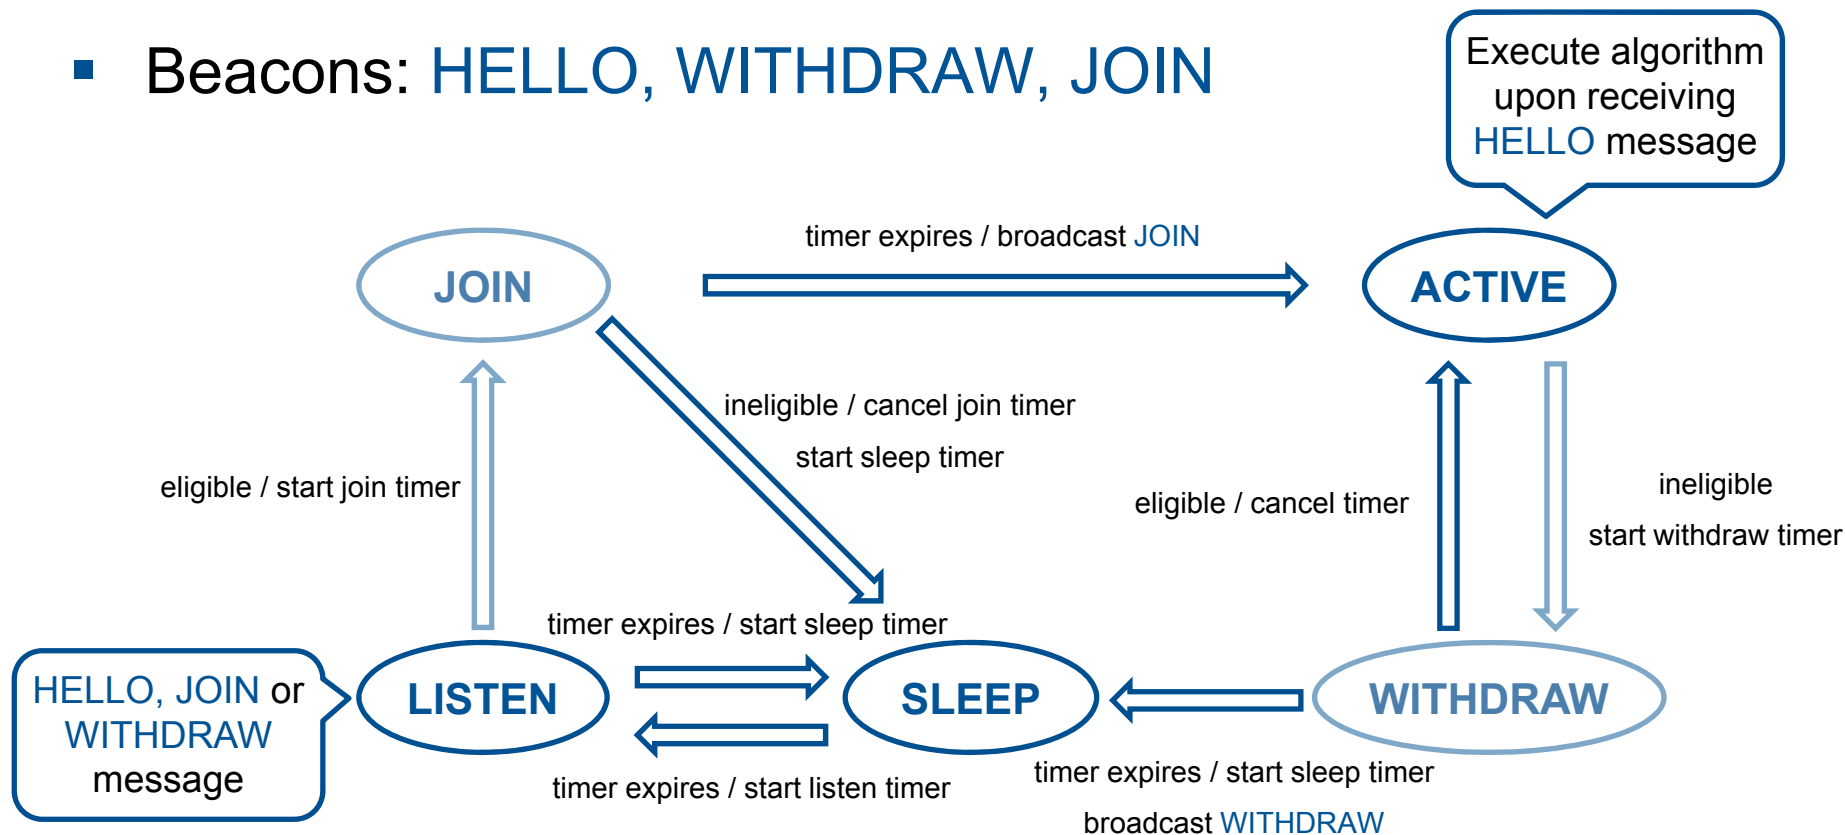 ▪ Beacons: HELLO, WITHDRAW, JOIN
Execute algorithm
upon receiving
HELLO message
timer expires / broadcast JOIN
JOIN
ACTIVE
ineligible / cancel join timer
start sleep timer
eligible / start join timer
eligible / cancel timer
ineligible
start withdraw timer
timer expires / start sleep timer
HELLO, JOIN or
WITHDRAW
message
LISTEN
SLEEP
WITHDRAW
timer expires / start listen timer
timer expires / start sleep timer
broadcast WITHDRAW